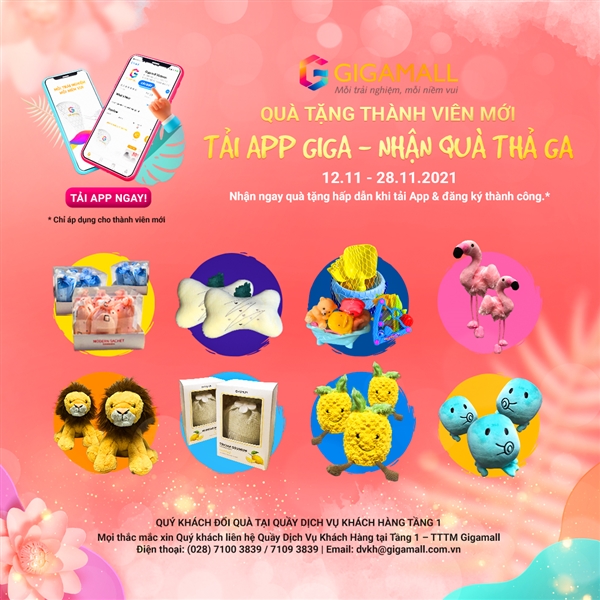 GIGAMALL
Mỗi trải nghiệm, mỗi niềm vui
QUÀ TẶNG THÀNH VIÊN MỚI
TẢI APP GIGA - NHẬN QUÀ THẢ GA
12.11 - 28.11.2021
Nhận ngay quà tặng hấp dẫn khi tải App & đăng ký thành công.*
TẢI APP NGAY!
* Chỉ áp dụng cho thành viên mới
QUÝ KHÁCH ĐỔI QUÀ TẠI QUẦY DỊCH VỤ KHÁCH HÀNG TẦNG 1
Mọi thắc mắc xin Quý khách liên hệ Quầy Dịch Vụ Khách Hàng tại Tầng 1 – TTTM Gigamall
Điện thoại: (028) 7100 3839 / 7109 3839 | Email: dvkh@gigamall.com.vn